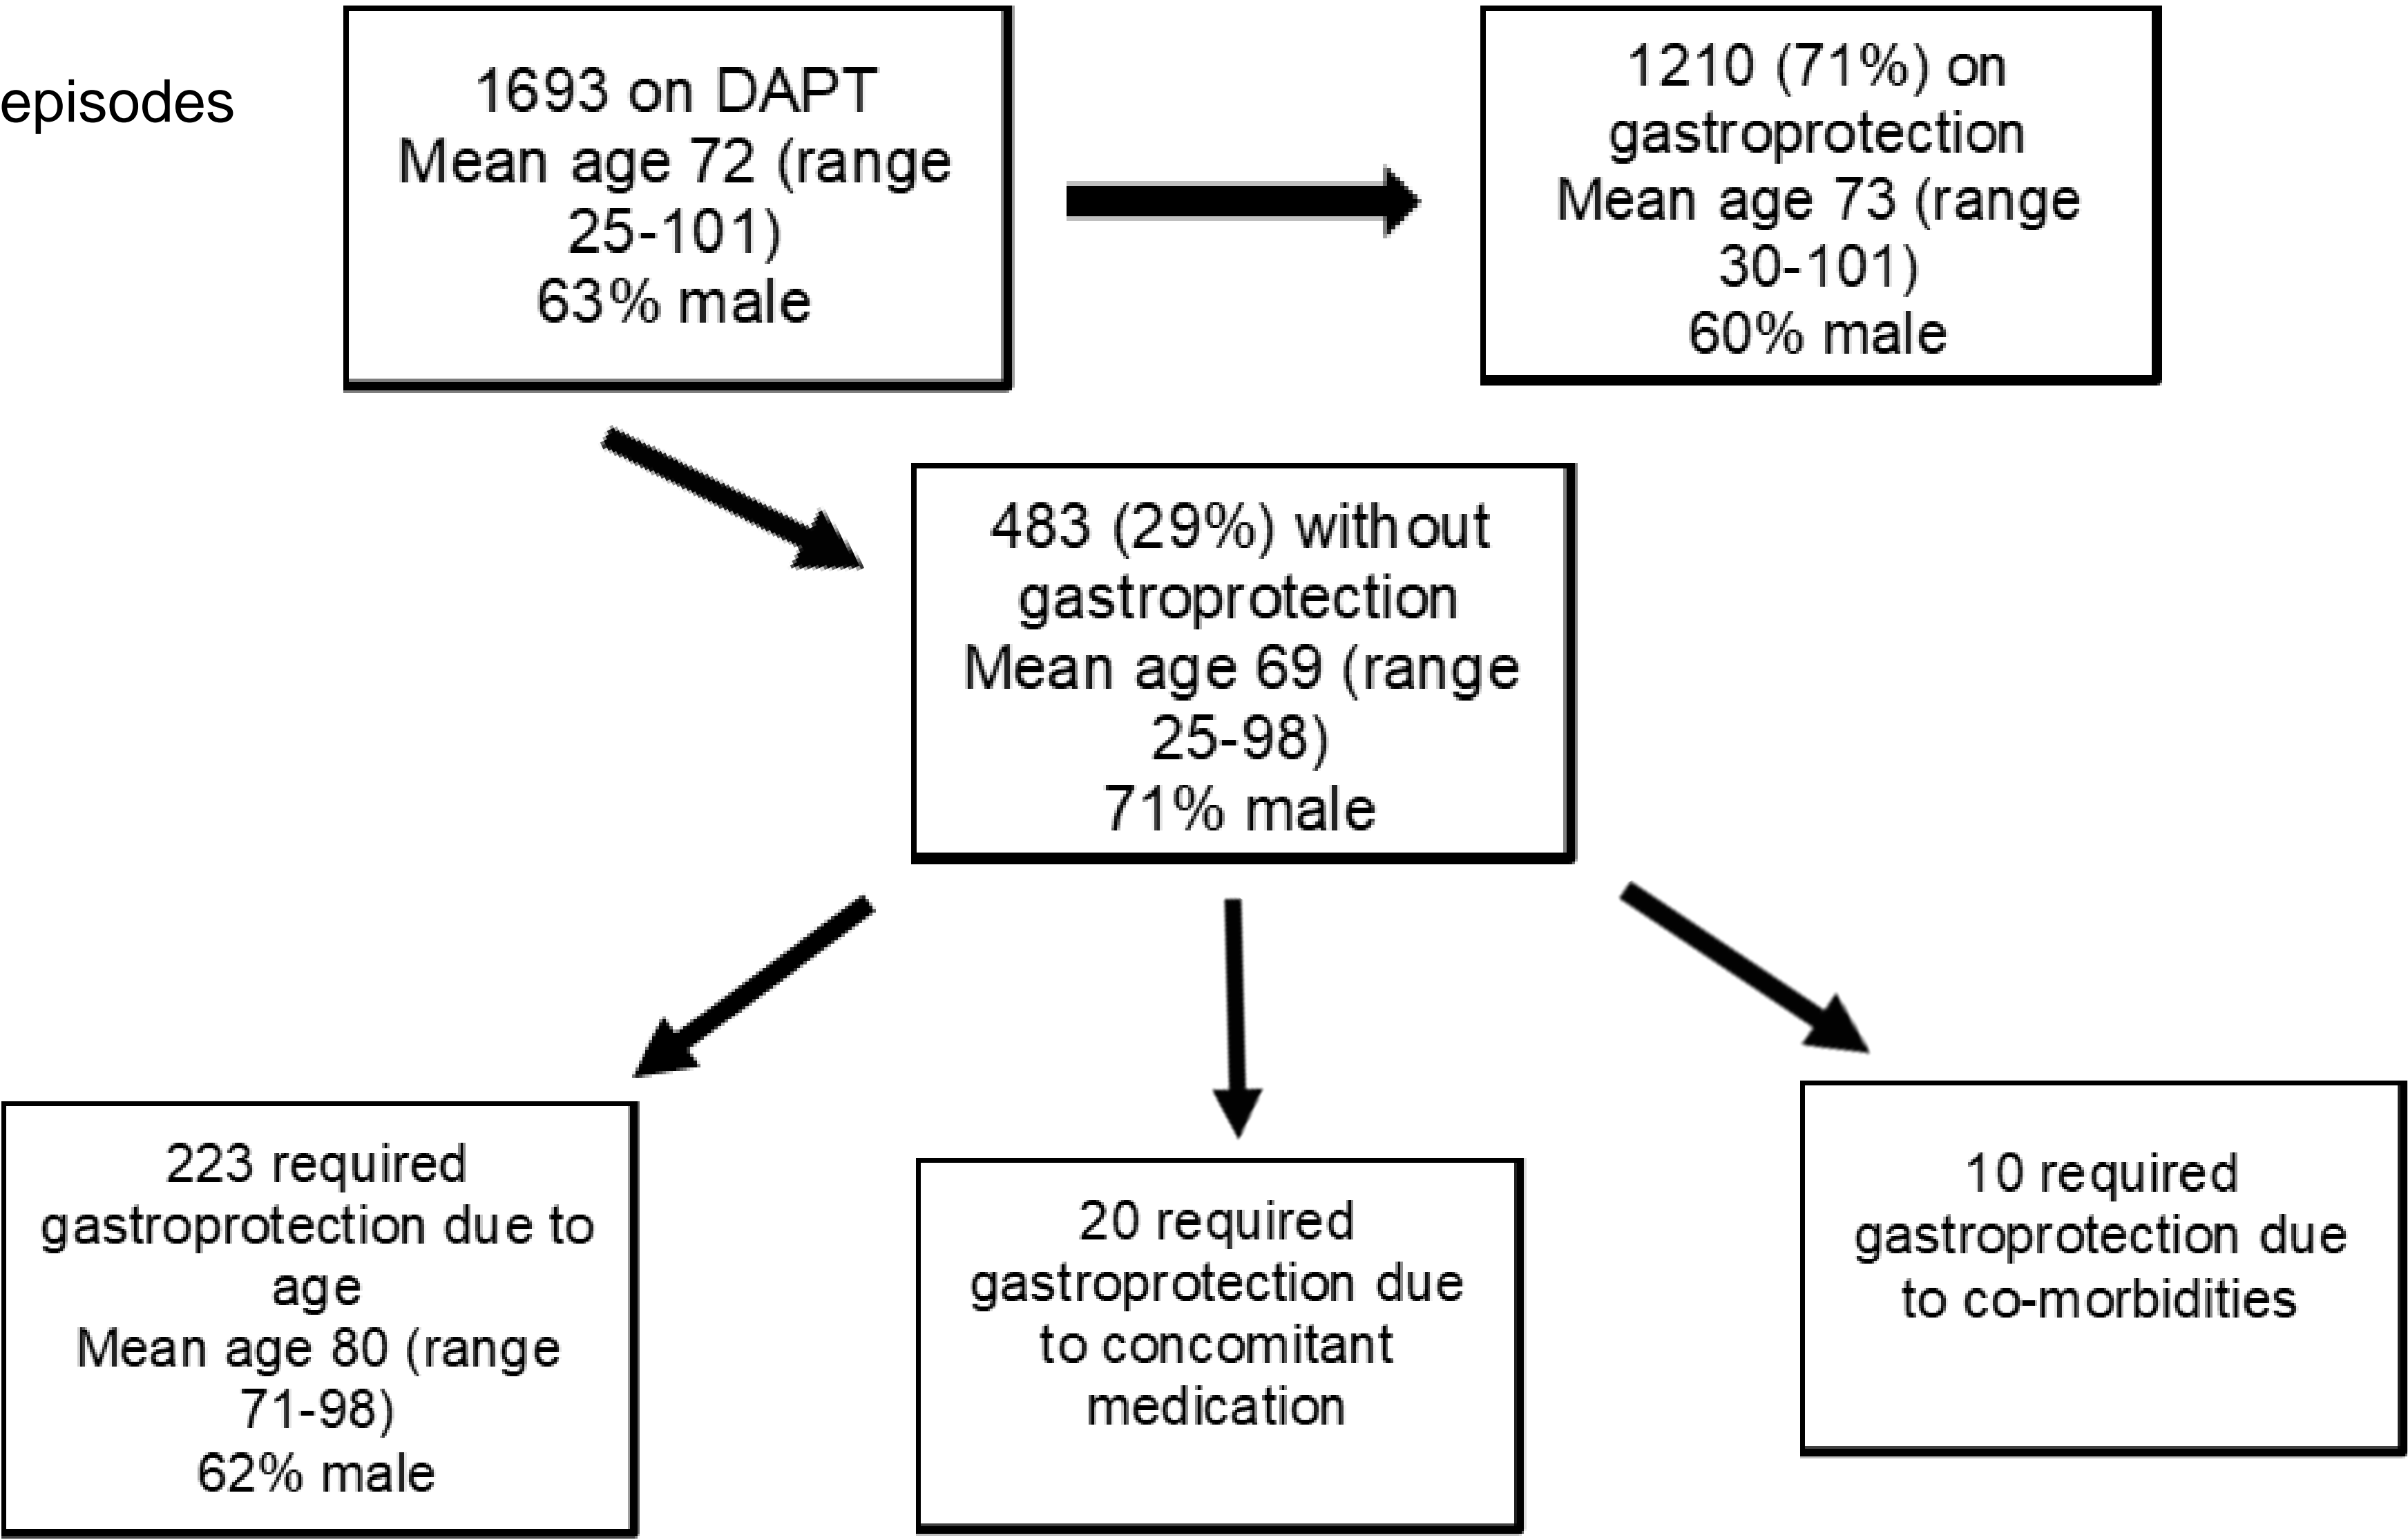 episodes
1693 on DAPT
Mean age 72 (range
25-101)
63% male
1210 (71%) on
gastroprotection
Mean age 73 (range
30-101)
60% male
483 (29%) without
gastroprotection
Mean age 69 (range
25-98)
71% male
223 required
gastroprotection due to
age
Mean age 80 (range
71-98)
62% male
20 required
gastroprotection due
to concomitant
medication
10 required
gastroprotection due
to co-morbidities